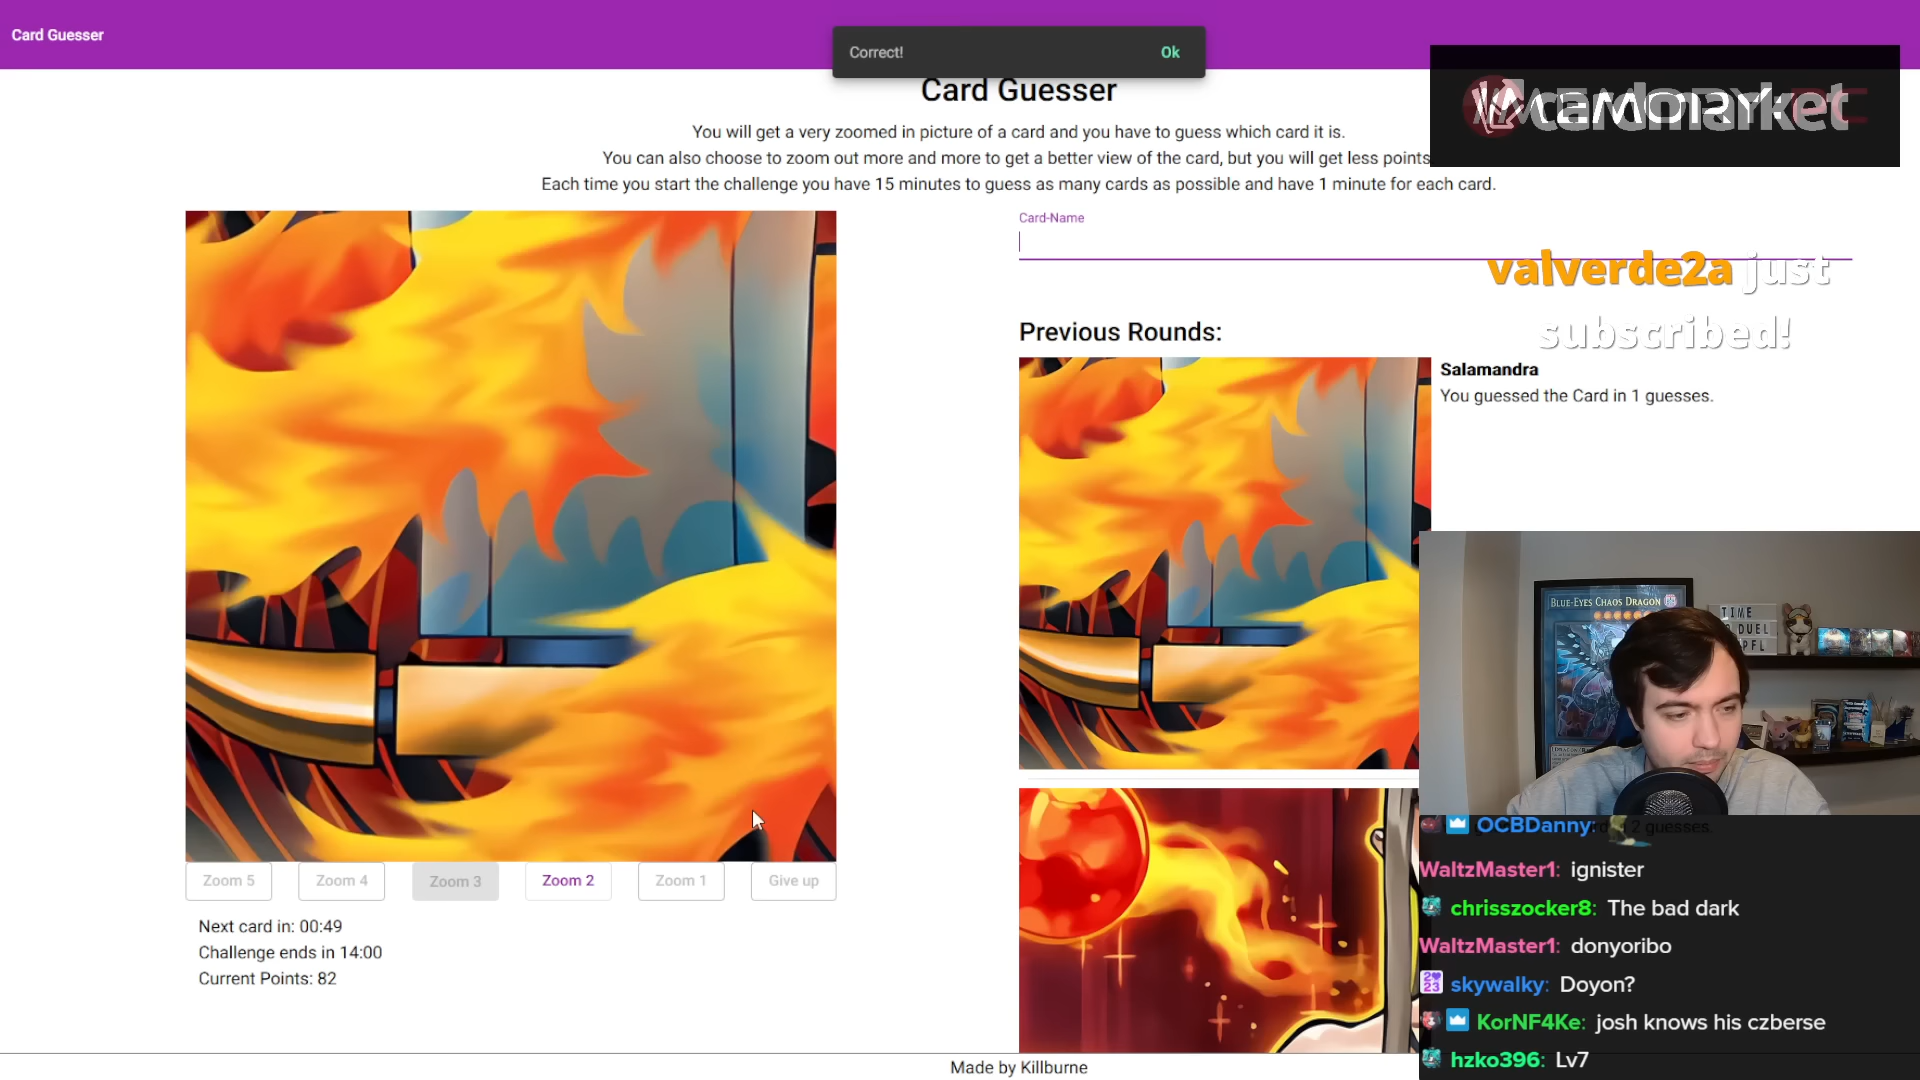 Card Guesser
Correct!
Ok
Card Guesser
You will get a very zoomed in picture of a card and you have to guess which card it is.
You can also choose to zoom out more and more to get a better view of the card, but you will get less points
Each time you start the challenge you have 15 minutes to guess as many cards as possible and have 1 minute for each card.
cardmarket
MEMORY PC
Card-Name
valverde2a just
subscribed!
Previous Rounds:
Salamandra
You guessed the Card in 1 guesses.
BLUE-EYES CHAOS DRAGON
TIME
DUEL
Zoom 5
Zoom 4
Zoom 3
Zoom 2
Zoom 1
Give up
Next card in: 00:49
Challenge ends in 14:00
Current Points: 82
2 guesses.
OCBDanny:
WaltzMaster1: ignister
chrisszocker8: The bad dark
WaltzMaster1: donyoribo
skywalky: Doyon?
KorNF4Ke: josh knows his czberse
hzko396: Lv7
Made by Killburne